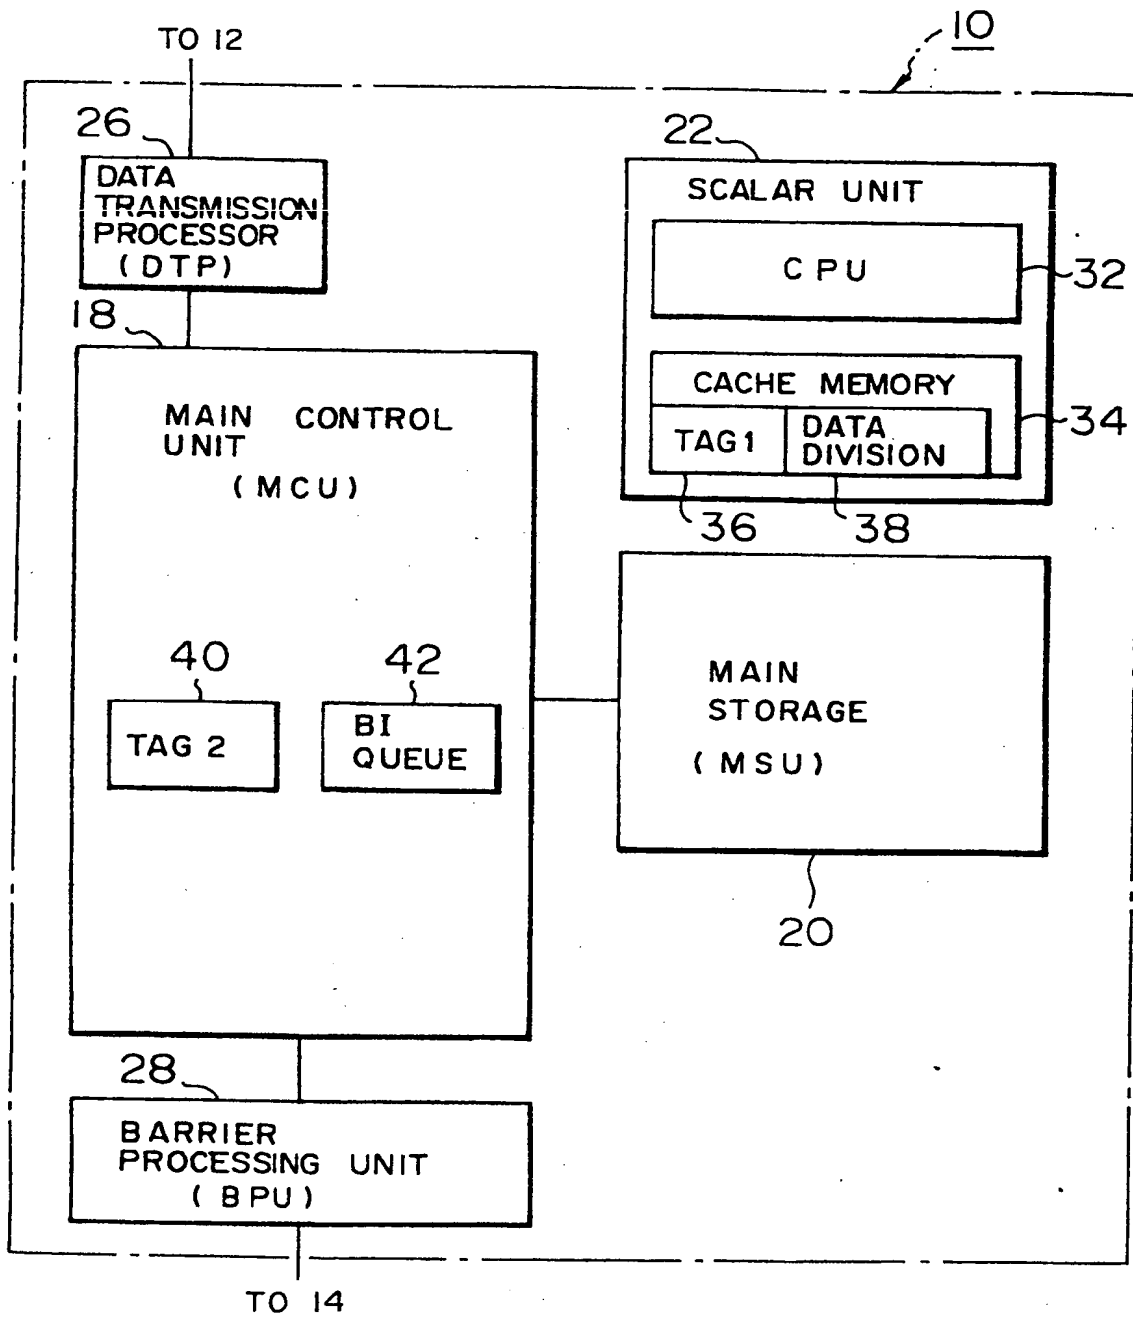 TO 12
10
26
DATA
TRANSMISSION
PROCESSOR
(DTP)
22
SCALAR UNIT
CPU
32
CACHE MEMORY
34
TAG1
DATA
DIVISION
36
38
18
MAIN CONTROL
UNIT
(MCU)
40
TAG 2
42
BI
QUEUE
MAIN
STORAGE
(MSU)
20
28
BARRIER
PROCESSING UNIT
(BPU)
TO 14